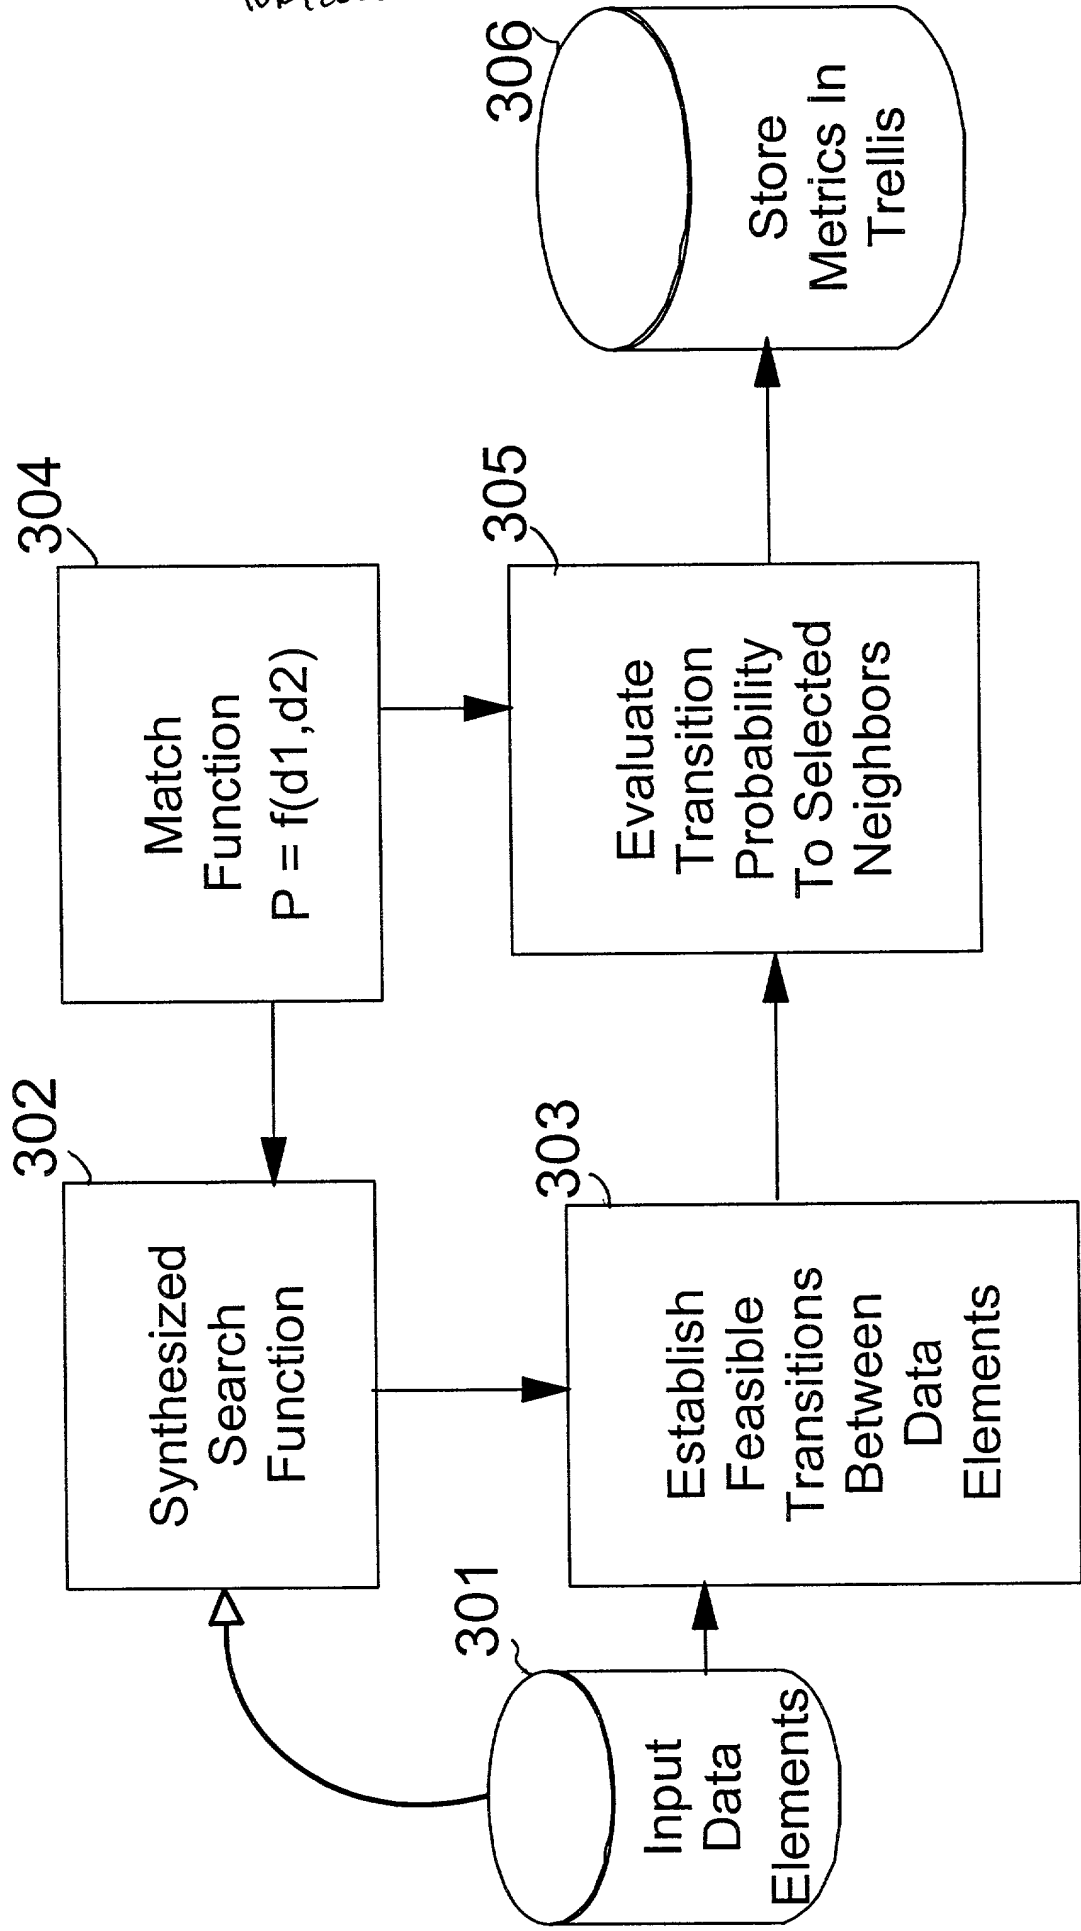 304
Match
Function
P = f(d1,d2)
302
Synthesized
Search
Function
306
Store
Metrics In
Trellis
305
Evaluate
Transition
Probability
To Selected
Neighbors
303
Establish
Feasible
Transitions
Between
Data
Elements
301
Input
Data
Elements